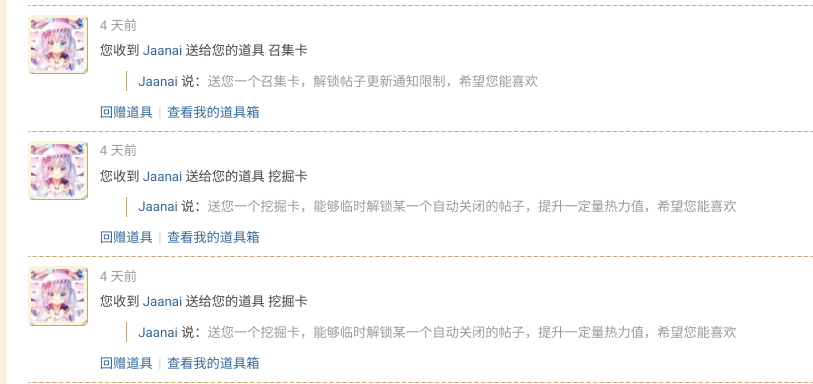 4 天前
您收到 Jaanai 送给您的道具 召集卡
Jaanai 说：送您一个召集卡，解锁帖子更新通知限制，希望您能喜欢
回赠道具 | 查看我的道具箱
4 天前
您收到 Jaanai 送给您的道具 挖掘卡
Jaanai 说：送您一个挖掘卡，能够临时解锁某一个自动关闭的帖子，提升一定量热力值，希望您能喜欢
回赠道具 | 查看我的道具箱
4 天前
您收到 Jaanai 送给您的道具 挖掘卡
Jaanai 说：送您一个挖掘卡，能够临时解锁某一个自动关闭的帖子，提升一定量热力值，希望您能喜欢
回赠道具 | 查看我的道具箱